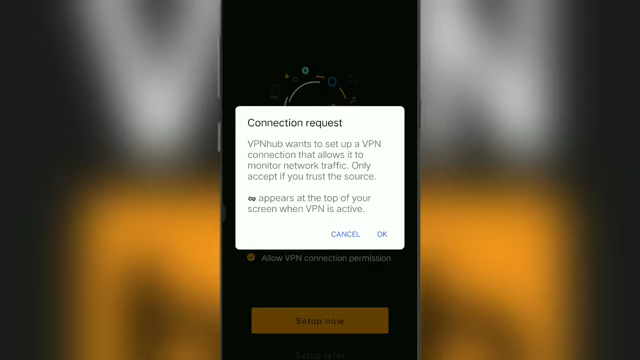 Connection request
VPNhub wants to set up a VPN
connection that allows it to
monitor network traffic. Only
accept if you trust the source.
appears at the top of your
screen when VPN is active.
CANCEL OK
Allow VPN connection permission
Setup now
Setup later